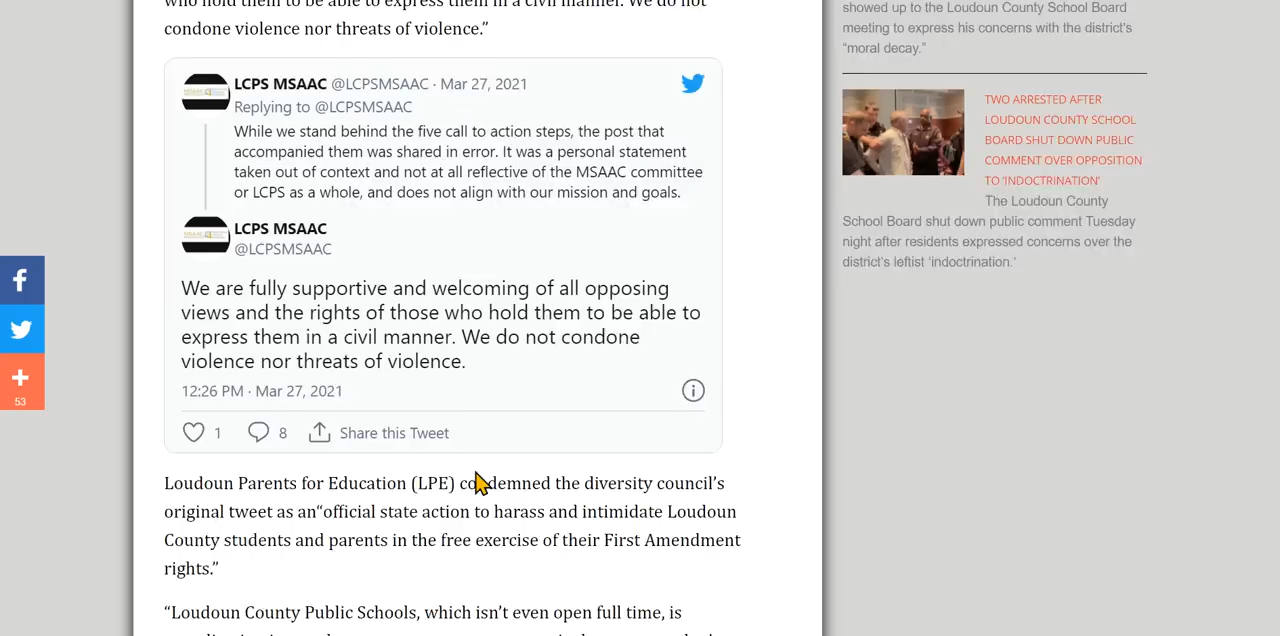 who hold them to be able to express them in a civil manner. We do not
condone violence nor threats of violence.”
LCPS MSAAC @LCPSMSAAC · Mar 27, 2021
Replying to @LCPSMSAAC
While we stand behind the five call to action steps, the post that
accompanied them was shared in error. It was a personal statement
taken out of context and not at all reflective of the MSAAC committee
or LCPS as a whole, and does not align with our mission and goals.
LCPS MSAAC
@LCPSMSAAC
We are fully supportive and welcoming of all opposing
views and the rights of those who hold them to be able to
express them in a civil manner. We do not condone
violence nor threats of violence.
12:26 PM · Mar 27, 2021
1 8 Share this Tweet
Loudoun Parents for Education (LPE) condemned the diversity council’s
original tweet as an“official state action to harass and intimidate Loudoun
County students and parents in the free exercise of their First Amendment
rights.”
“Loudoun County Public Schools, which isn’t even open full time, is
53
showed up to the Loudoun County School Board
meeting to express his concerns with the district's
“moral decay.”
TWO ARRESTED AFTER
LOUDOUN COUNTY SCHOOL
BOARD SHUT DOWN PUBLIC
COMMENT OVER OPPOSITION
TO ‘INDOCTRINATION’
The Loudoun County
School Board shut down public comment Tuesday
night after residents expressed concerns over the
district’s leftist ‘indoctrination.’